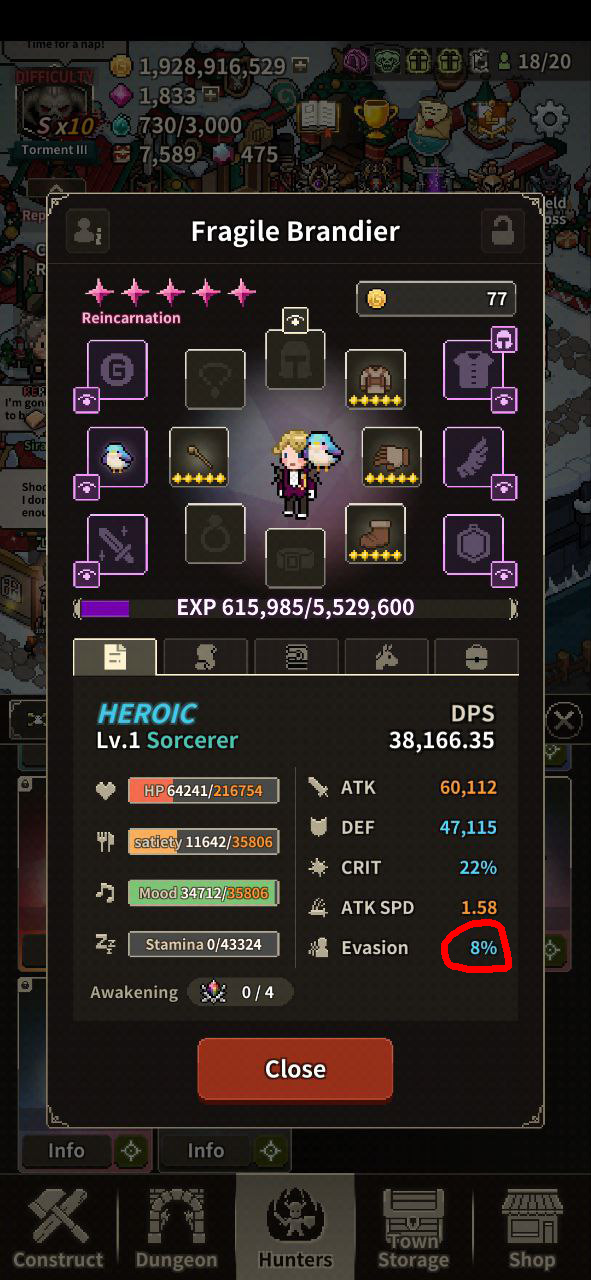 Time for a nap!
DIFFICULTY
S x10
Torment III
1,928,916,529
1,833
730/3,000
7,589
475
18/20
Fragile Brandier
Reincarnation
77
G
EXP 615,985/5,529,600
HEROIC
Lv.1 Sorcerer
DPS
38,166.35
HP 64241/216754
satiety 11642/35806
Mood 34712/35806
Stamina 0/43324
ATK 60,112
DEF 47,115
CRIT 22%
ATK SPD 1.58
Evasion 8%
Awakening 0 / 4
Close
Info
Info
Construct
Dungeon
Hunters
Town Storage
Shop